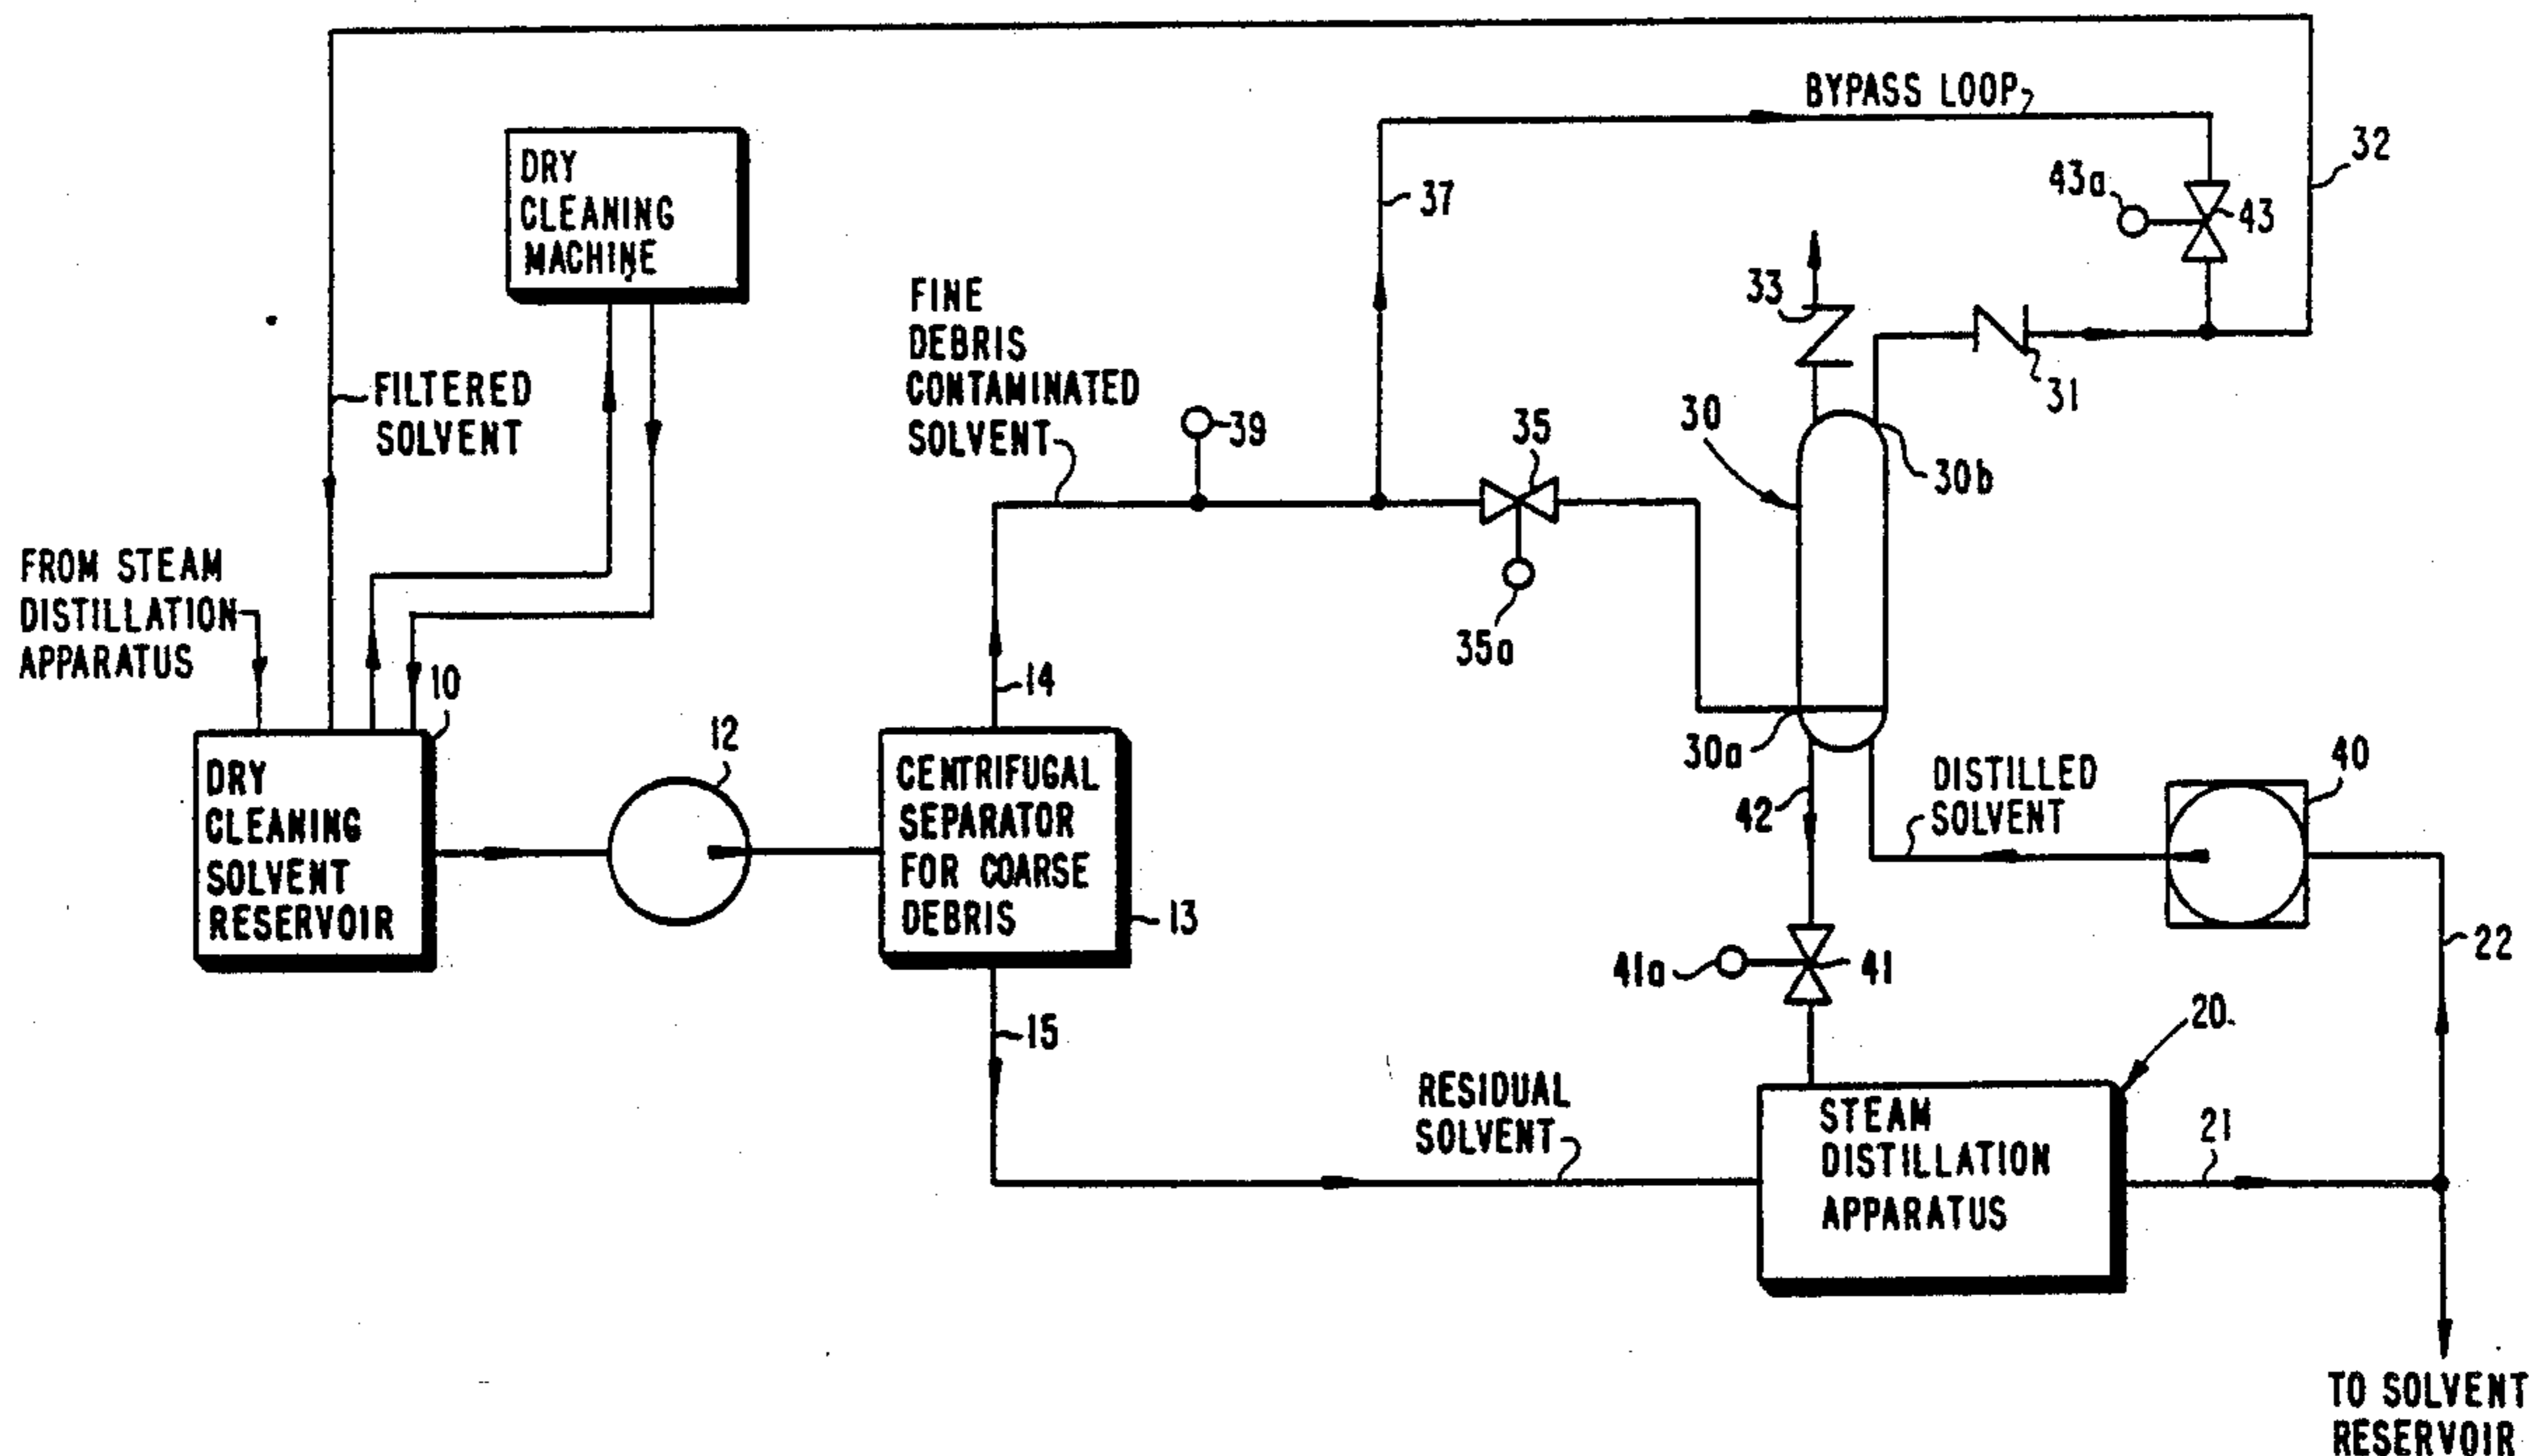 BYPASS LOOP
32
DRY
CLEANING
MACHINE
37
43a
43
FINE
DEBRIS
CONTAMINATED
SOLVENT
33
31
FILTERED
SOLVENT
39
35
30
30b
35a
FROM STEAM
DISTILLATION
APPARATUS
10
14
12
30a
DRY
CLEANING
SOLVENT
RESERVOIR
CENTRIFUGAL
SEPARATOR
FOR COARSE
DEBRIS
13
42
DISTILLED
SOLVENT
40
41a
41
22
15
20
RESIDUAL
SOLVENT
STEAM
DISTILLATION
APPARATUS
21
TO SOLVENT
RESERVOIR